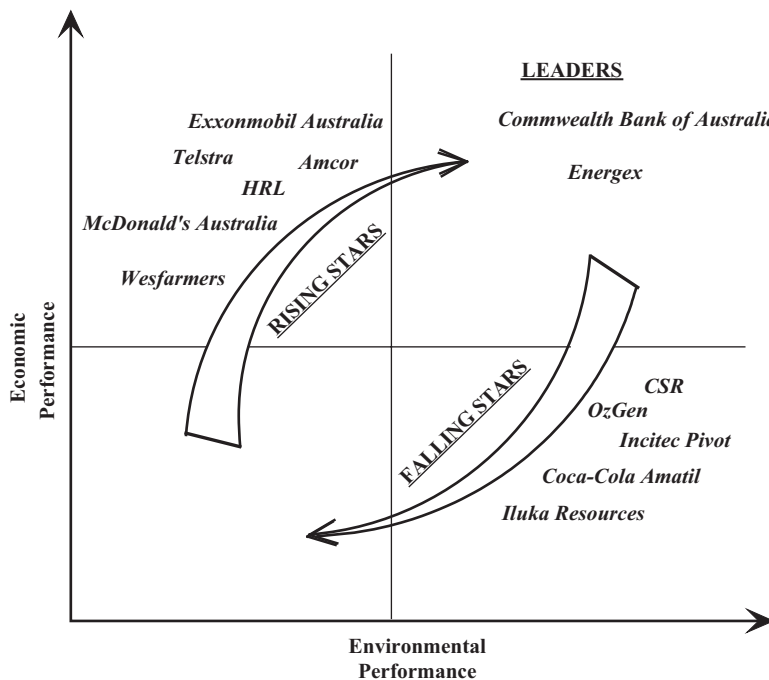 LEADERS
Exxonmobil Australia
Commwealth Bank of Australia
Telstra
Amcor
Energex
HRL
McDonald's Australia
Wesfarmers
RISING STARS
Economic
Performance
FALLING STARS
CSR
OzGen
Incitec Pivot
Coca-Cola Amatil
Iluka Resources
Environmental
Performance